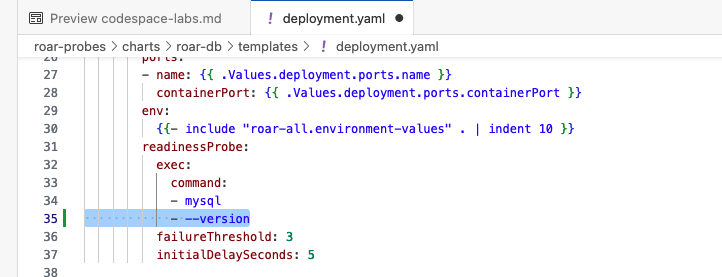 Preview codespace-labs.md
! deployment.yaml ●
roar-probes > charts > roar-db > templates > ! deployment.yaml
26 ports:
27 - name: {{ .Values.deployment.ports.name }}
28 containerPort: {{ .Values.deployment.ports.containerPort }}
29 env:
30 {{- include "roar-all.environment-values" . | indent 10 }}
31 readinessProbe:
32 exec:
33 command:
34 - mysql
35 - --version
36 failureThreshold: 3
37 initialDelaySeconds: 5
38